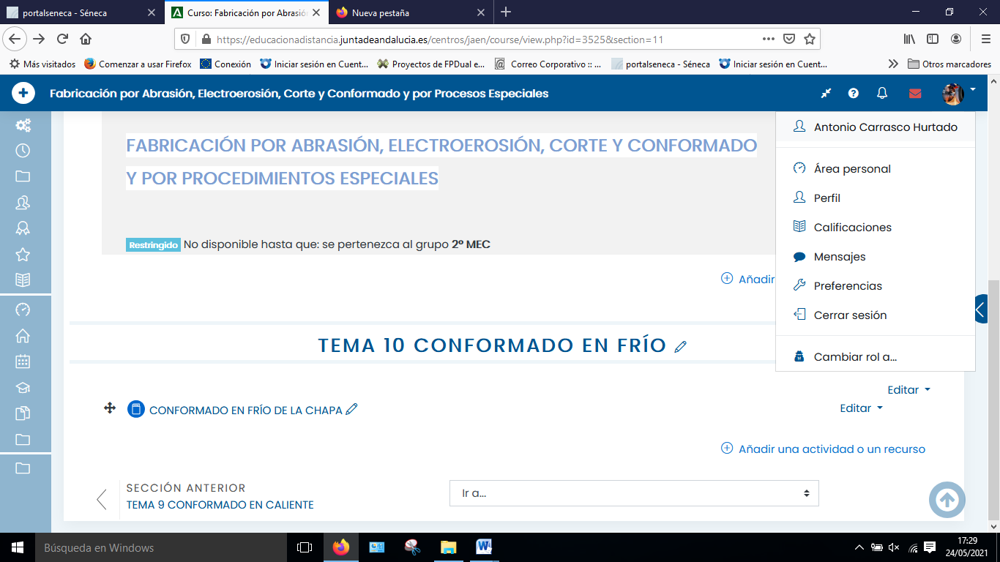 portalseneca - Séneca
Curso: Fabricación por Abrasió
Nueva pestaña
https://educacionadistancia.juntadeandalucia.es/centros/jaen/course/view.php?id=3525&section=11
Más visitados
Comenzar a usar Firefox
Conexión
Iniciar sesión en Cuent...
Proyectos de FPDual e...
Correo Corporativo :: ...
portalseneca - Séneca
Iniciar sesión en Cuent...
Otros marcadores
Fabricación por Abrasión, Electroerosión, Corte y Conformado y por Procesos Especiales
FABRICACIÓN POR ABRASIÓN, ELECTROEROSIÓN, CORTE Y CONFORMADO
Y POR PROCEDIMIENTOS ESPECIALES
Restringido No disponible hasta que: se pertenezca al grupo 2º MEC
Añadir
Antonio Carrasco Hurtado
Área personal
Perfil
Calificaciones
Mensajes
Preferencias
Cerrar sesión
Cambiar rol a...
TEMA 10 CONFORMADO EN FRÍO
Editar
CONFORMADO EN FRÍO DE LA CHAPA
Editar
Añadir una actividad o un recurso
SECCIÓN ANTERIOR
TEMA 9 CONFORMADO EN CALIENTE
Ir a...
Búsqueda en Windows
17:29
24/05/2021